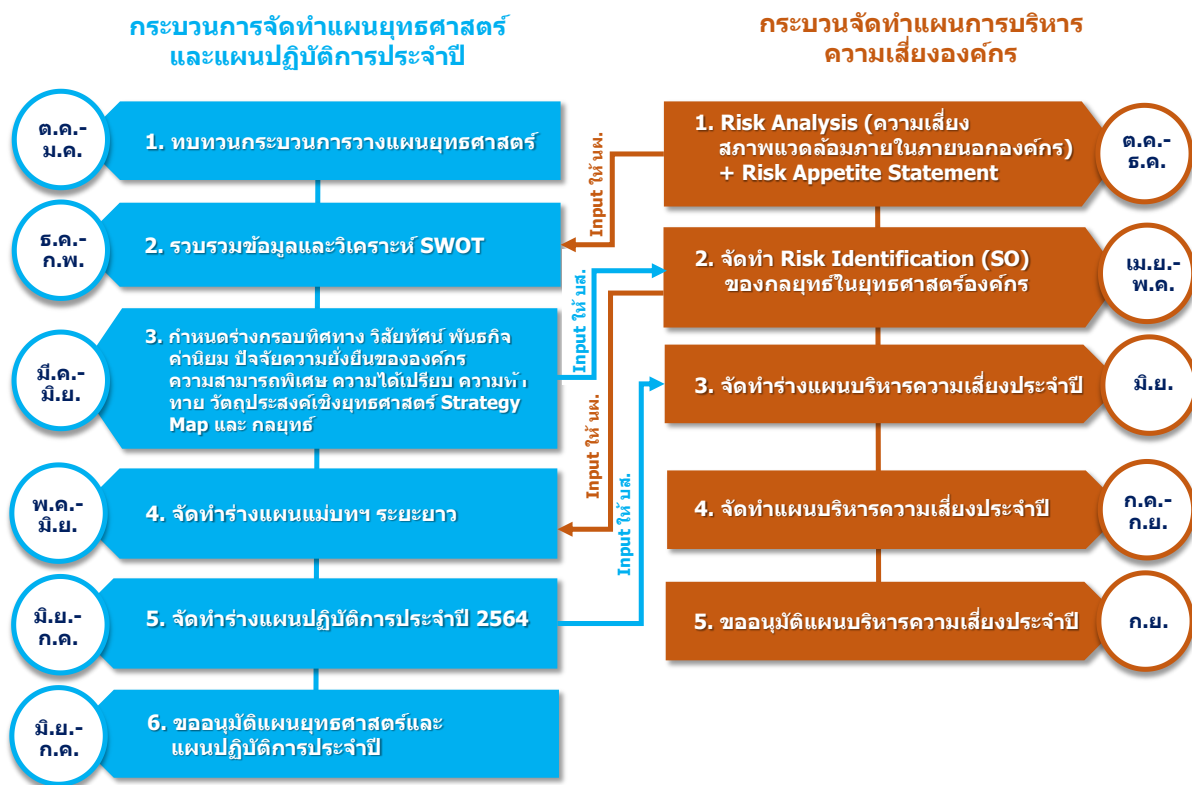 กระบวนการจัดทำแผนยุทธศาสตร์
และแผนปฏิบัติการประจำปี
ต.ค.-
ม.ค.
1. ทบทวนกระบวนการวางแผนยุทธศาสตร์
ธ.ค.-
ก.พ.
2. รวบรวมข้อมูลและวิเคราะห์ SWOT
มี.ค.-
มิ.ย.
3. กำหนดร่างกรอบทิศทาง วิสัยทัศน์ พันธกิจ
ค่านิยม ปัจจัยความยั่งยืนขององค์กร
ความสามารถพิเศษ ความได้เปรียบ ความท้า
ทาย วัตถุประสงค์เชิงยุทธศาสตร์ Strategy
Map และ กลยุทธ์
พ.ค.-
มิ.ย.
4. จัดทำร่างแผนแม่บทฯ ระยะยาว
มิ.ย.-
ก.ค.
5. จัดทำร่างแผนปฏิบัติการประจำปี 2564
มิ.ย.-
ก.ค.
6. ขออนุมัติแผนยุทธศาสตร์และ
แผนปฏิบัติการประจำปี
Input ให้ นผ.
Input ให้ บส.
Input ให้ นผ.
Input ให้ บส.
กระบวนจัดทำแผนการบริหาร
ความเสี่ยงองค์กร
1. Risk Analysis (ความเสี่ยง
สภาพแวดล้อมภายในภายนอกองค์กร)
+ Risk Appetite Statement
ต.ค.-
ธ.ค.
2. จัดทำ Risk Identification (SO)
ของกลยุทธ์ในยุทธศาสตร์องค์กร
เม.ย.-
พ.ค.
3. จัดทำร่างแผนบริหารความเสี่ยงประจำปี
มิ.ย.
4. จัดทำแผนบริหารความเสี่ยงประจำปี
ก.ค.-
ก.ย.
5. ขออนุมัติแผนบริหารความเสี่ยงประจำปี
ก.ย.